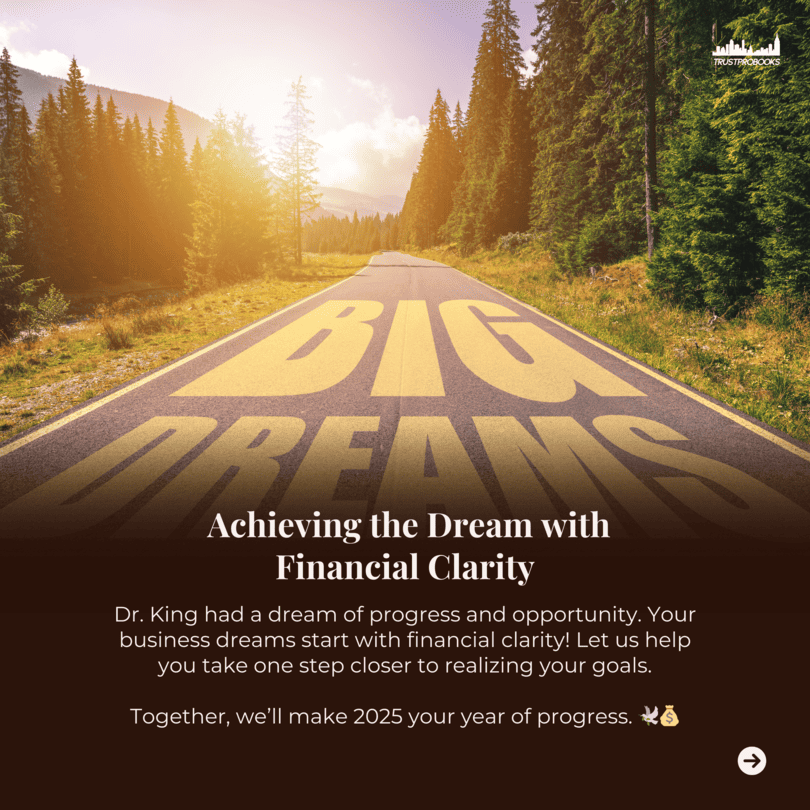 TRUSTPROBOOKS
BIG
DREAMS
Achieving the Dream with
Financial Clarity
Dr. King had a dream of progress and opportunity. Your
business dreams start with financial clarity! Let us help
you take one step closer to realizing your goals.
Together, we’ll make 2025 your year of progress. 🕊️💰